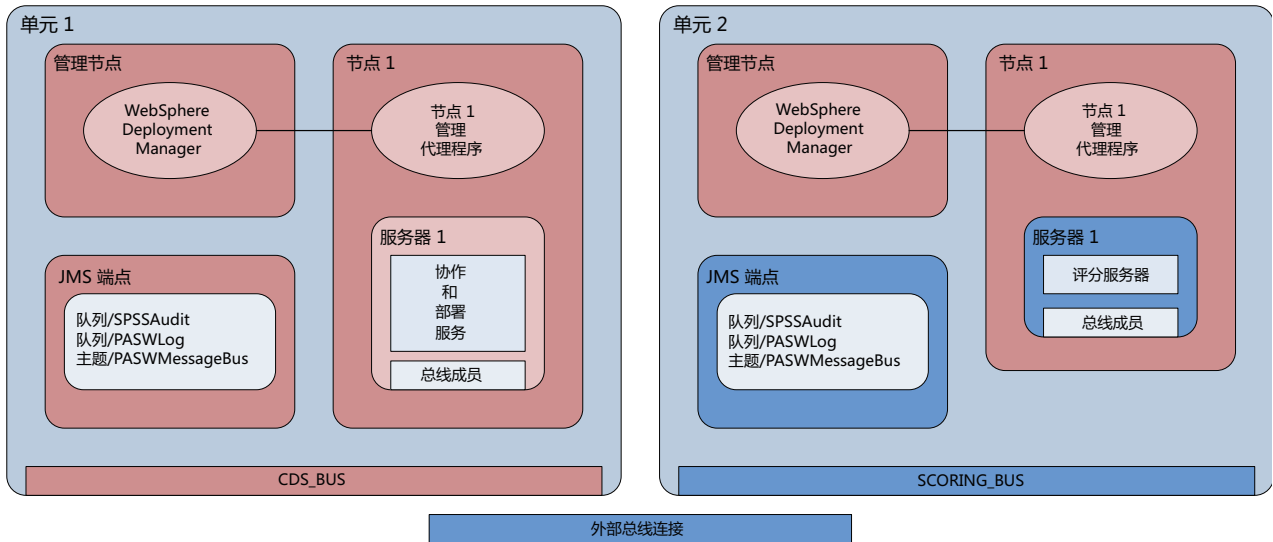 单元 1
管理节点
WebSphere
Deployment
Manager
节点 1
节点 1
管理
代理程序
服务器 1
协作
和
部署
服务
总线成员
JMS 端点
队列/SPSSAudit
队列/PASWLog
主题/PASWMessageBus
CDS_BUS
单元 2
管理节点
WebSphere
Deployment
Manager
节点 1
节点 1
管理
代理程序
服务器 1
评分服务器
总线成员
JMS 端点
队列/SPSSAudit
队列/PASWLog
主题/PASWMessageBus
SCORING_BUS
外部总线连接